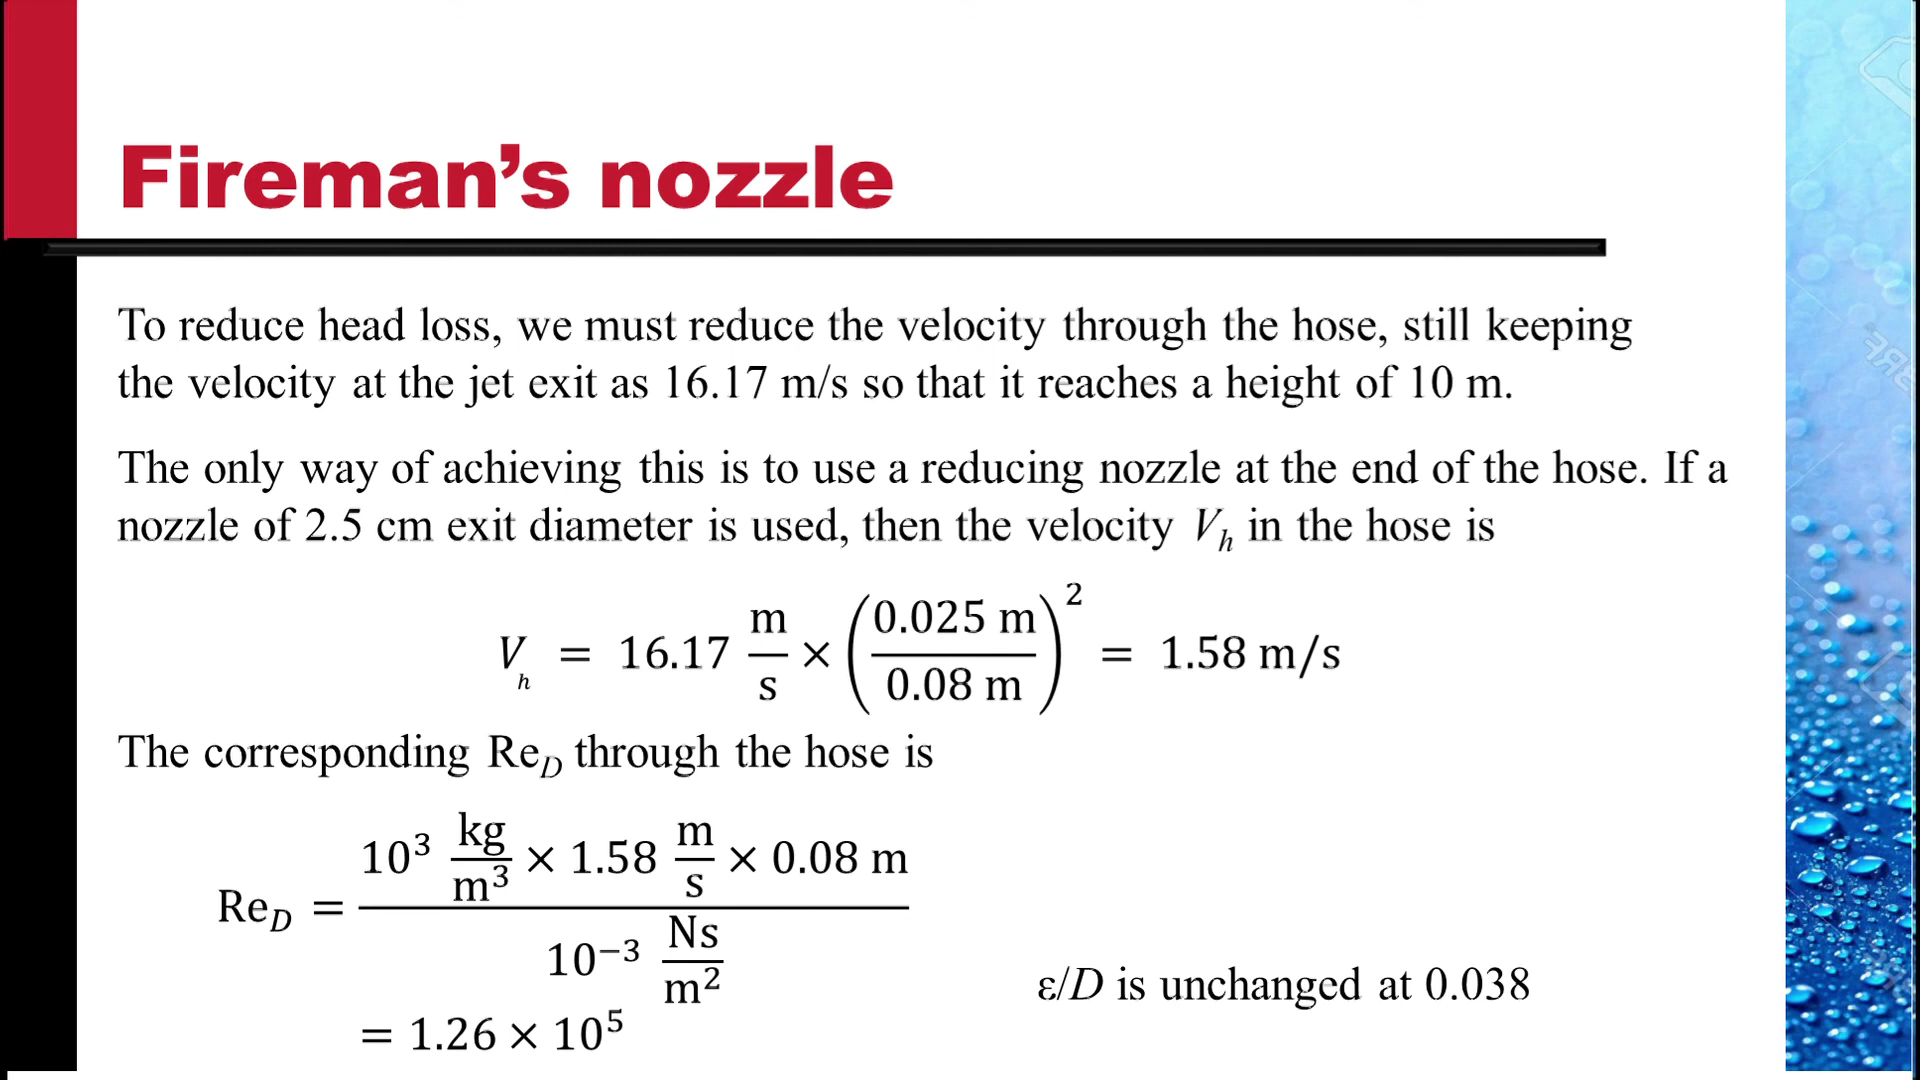 Fireman’s nozzle
To reduce head loss, we must reduce the velocity through the hose, still keeping
the velocity at the jet exit as 16.17 m/s so that it reaches a height of 10 m.
The only way of achieving this is to use a reducing nozzle at the end of the hose. If a
nozzle of 2.5 cm exit diameter is used, then the velocity V_h in the hose is
V_h = 16.17 m/s × (0.025 m / 0.08 m)² = 1.58 m/s
The corresponding Re_D through the hose is
Re_D = (10³ kg/m³ × 1.58 m/s × 0.08 m) / (10⁻³ Ns/m²)
= 1.26 × 10⁵
ε/D is unchanged at 0.038